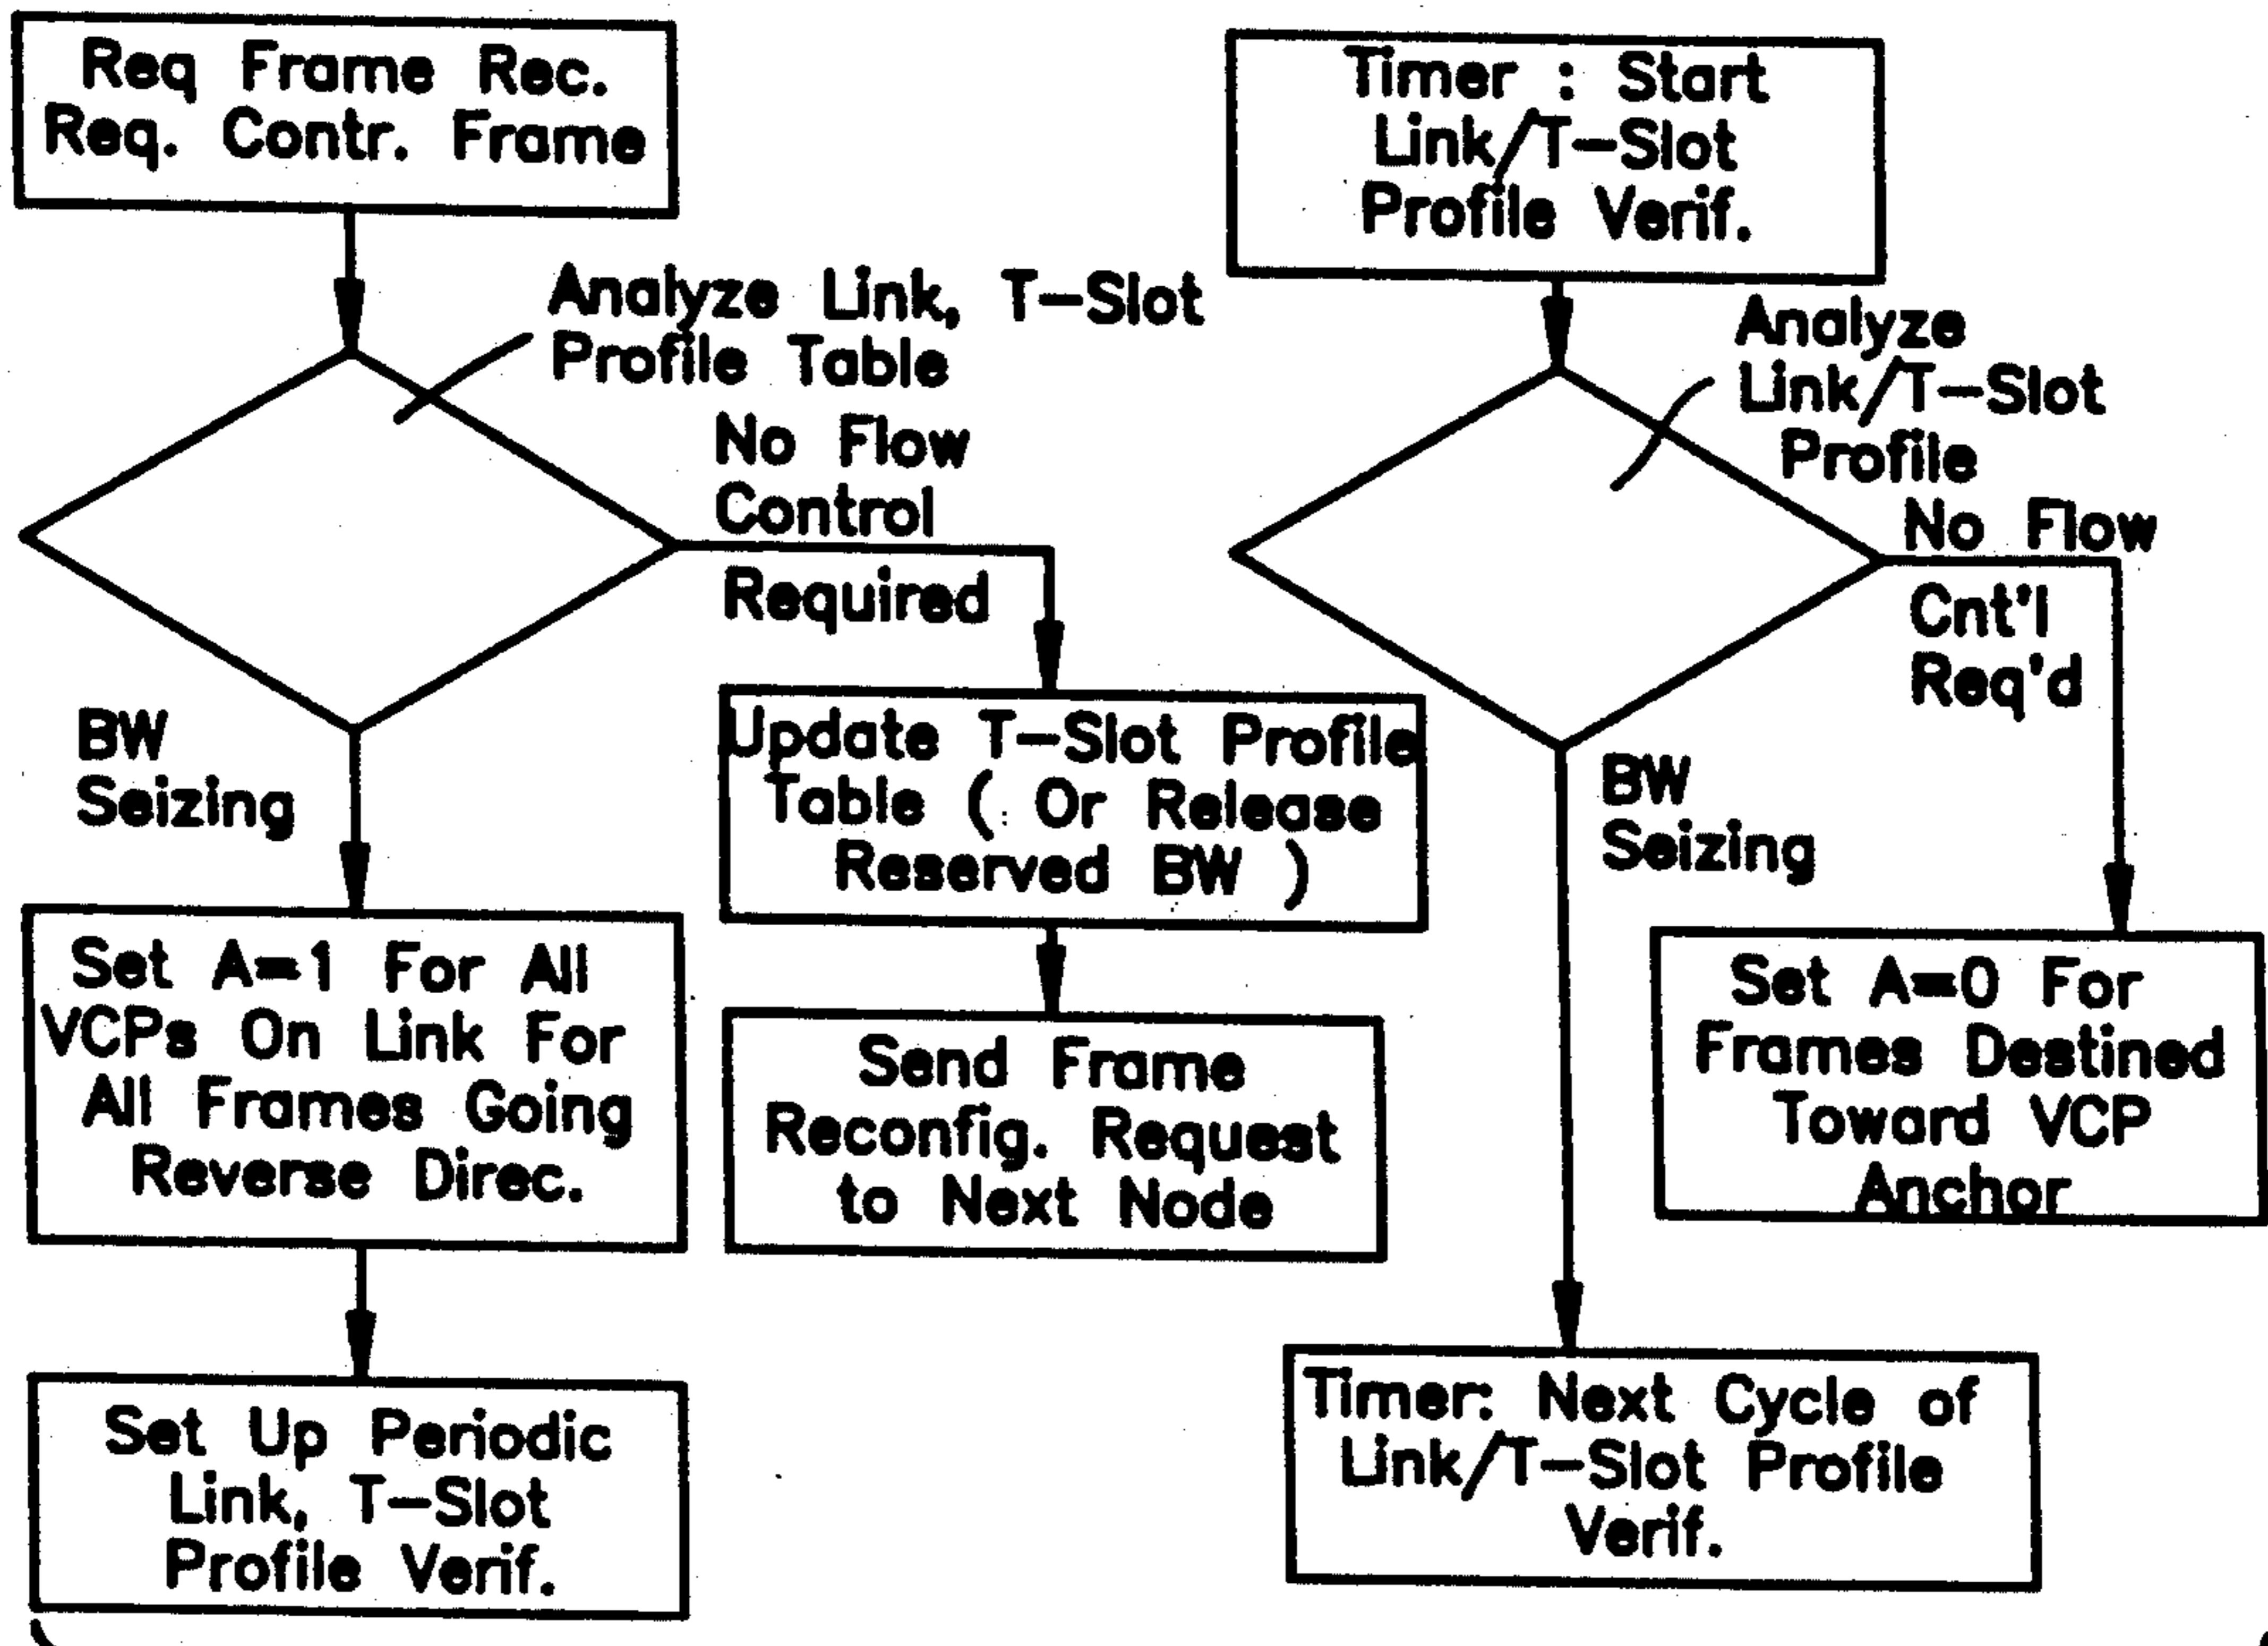 Req Frame Rec.
Req. Contr. Frame
Analyze Link, T-Slot
Profile Table
No Flow
Control
Required
BW
Seizing
Update T-Slot Profile
Table ( Or Release
Reserved BW )
Set A=1 For All
VCPs On Link For
All Frames Going
Reverse Direc.
Send Frame
Reconfig. Request
to Next Node
Set Up Periodic
Link, T-Slot
Profile Verif.
Timer : Start
Link/T-Slot
Profile Verif.
Analyze
Link/T-Slot
Profile
No Flow
Cnt'l
Req'd
BW
Seizing
Set A=0 For
Frames Destined
Toward VCP
Anchor
Timer: Next Cycle of
Link/T-Slot Profile
Verif.